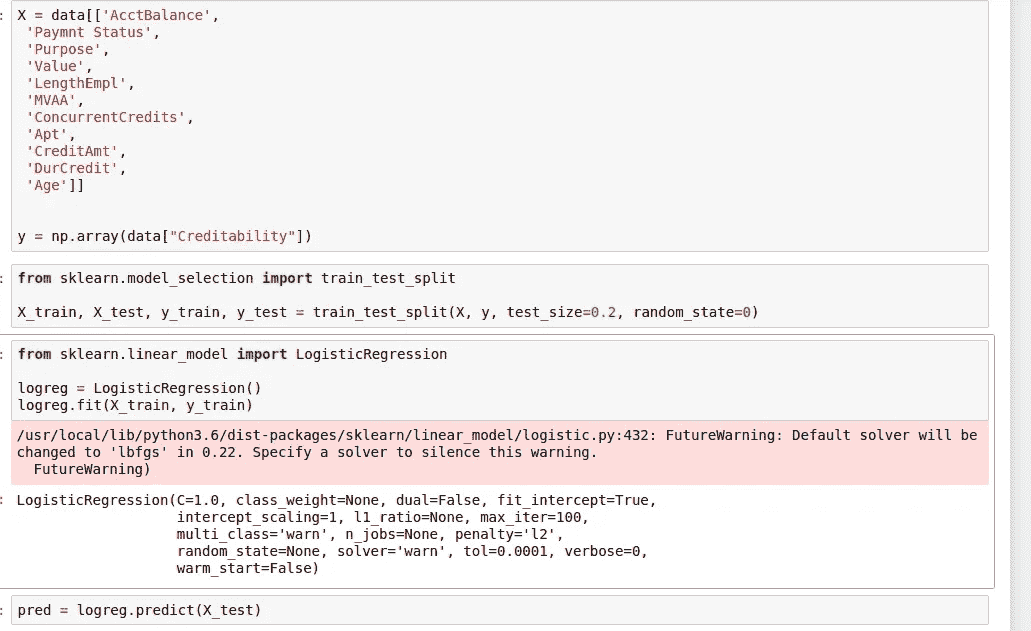 X = data[['AcctBalance',
'Paymnt Status',
'Purpose',
'Value',
'LengthEmpl',
'MVAA',
'ConcurrentCredits',
'Apt',
'CreditAmt',
'DurCredit',
'Age']]
y = np.array(data["Creditability"])
from sklearn.model_selection import train_test_split
X_train, X_test, y_train, y_test = train_test_split(X, y, test_size=0.2, random_state=0)
from sklearn.linear_model import LogisticRegression
logreg = LogisticRegression()
logreg.fit(X_train, y_train)
/usr/local/lib/python3.6/dist-packages/sklearn/linear_model/logistic.py:432: FutureWarning: Default solver will be
changed to 'lbfgs' in 0.22. Specify a solver to silence this warning.
FutureWarning)
LogisticRegression(C=1.0, class_weight=None, dual=False, fit_intercept=True,
intercept_scaling=1, l1_ratio=None, max_iter=100,
multi_class='warn', n_jobs=None, penalty='l2',
random_state=None, solver='warn', tol=0.0001, verbose=0,
warm_start=False)
pred = logreg.predict(X_test)